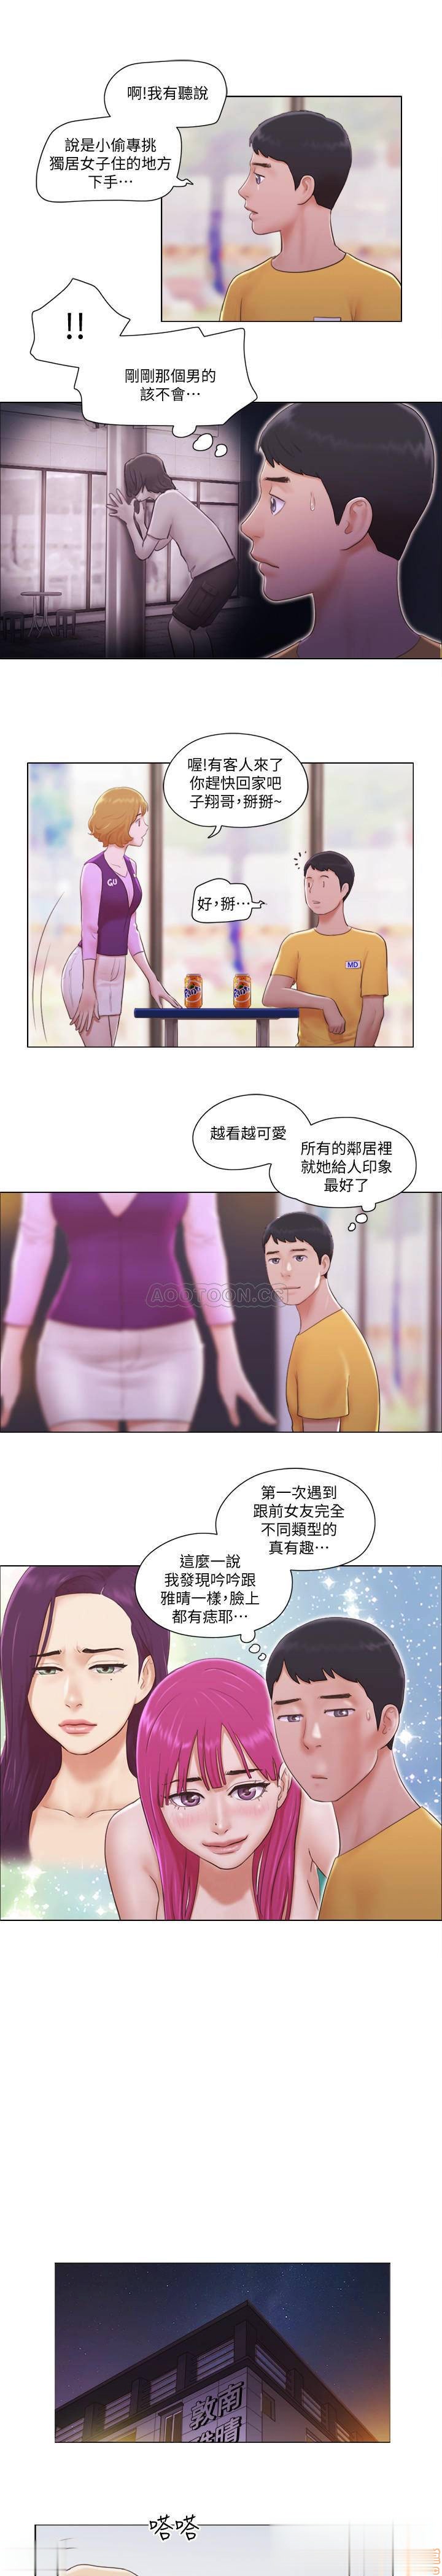 啊!我有聽說
說是小偷專挑
獨居女子住的地方
下手…
!!
剛剛那個男的
該不會…
喔!有客人來了
你趕快回家吧
子翔哥,掰掰~
GU
好,掰…
MD
越看越可愛
所有的鄰居裡
就她給人印象
最好了
AOOTOON.CC
第一次遇到
跟前女友完全
不同類型的
真有趣…
這麼一說
我發現吟吟跟
雅晴一樣,臉上
都有痣耶…
敦南
雅晴
嗒嗒